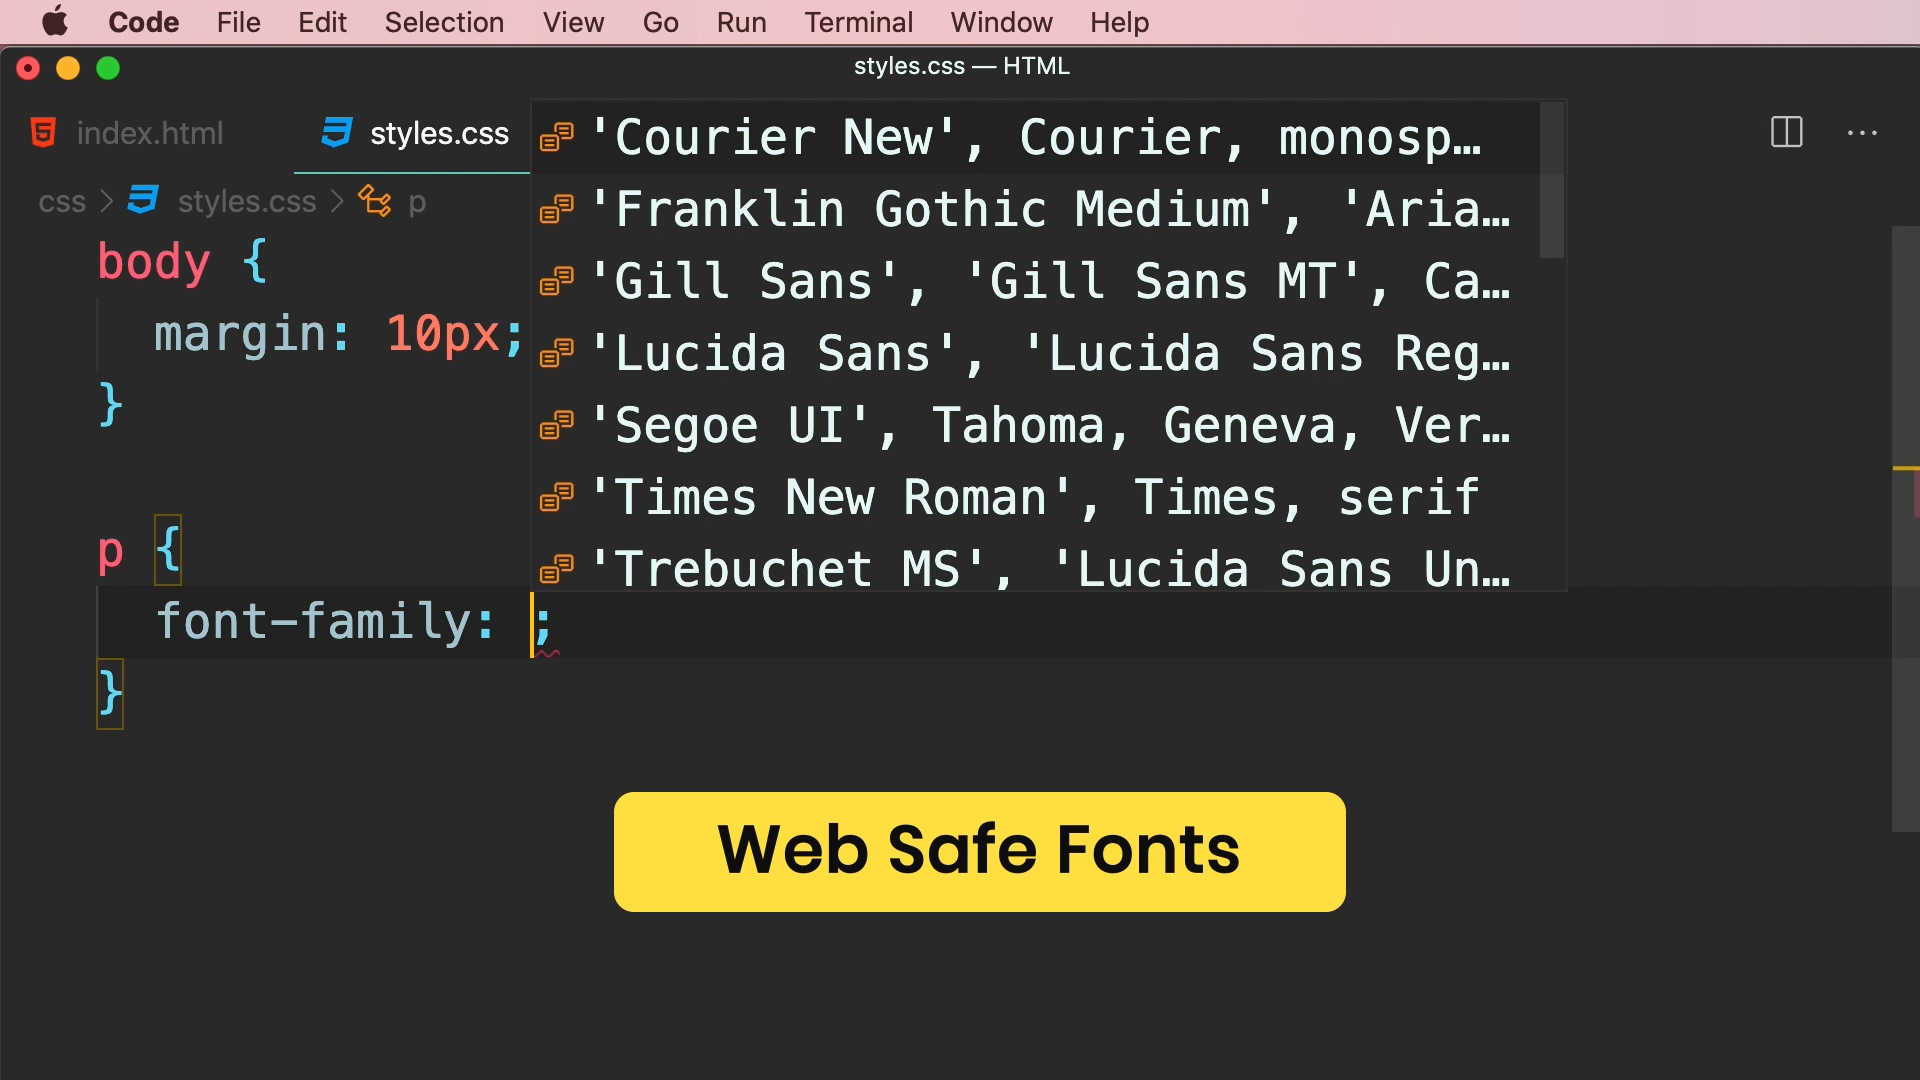 Code File Edit Selection View Go Run Terminal Window Help
styles.css — HTML
index.html styles.css
css > styles.css > p
'Courier New', Courier, monosp…
'Franklin Gothic Medium', 'Aria…
'Gill Sans', 'Gill Sans MT', Ca…
'Lucida Sans', 'Lucida Sans Reg…
'Segoe UI', Tahoma, Geneva, Ver…
'Times New Roman', Times, serif
'Trebuchet MS', 'Lucida Sans Un…
body {
margin: 10px;
}
p {
font-family: ;
}
Web Safe Fonts